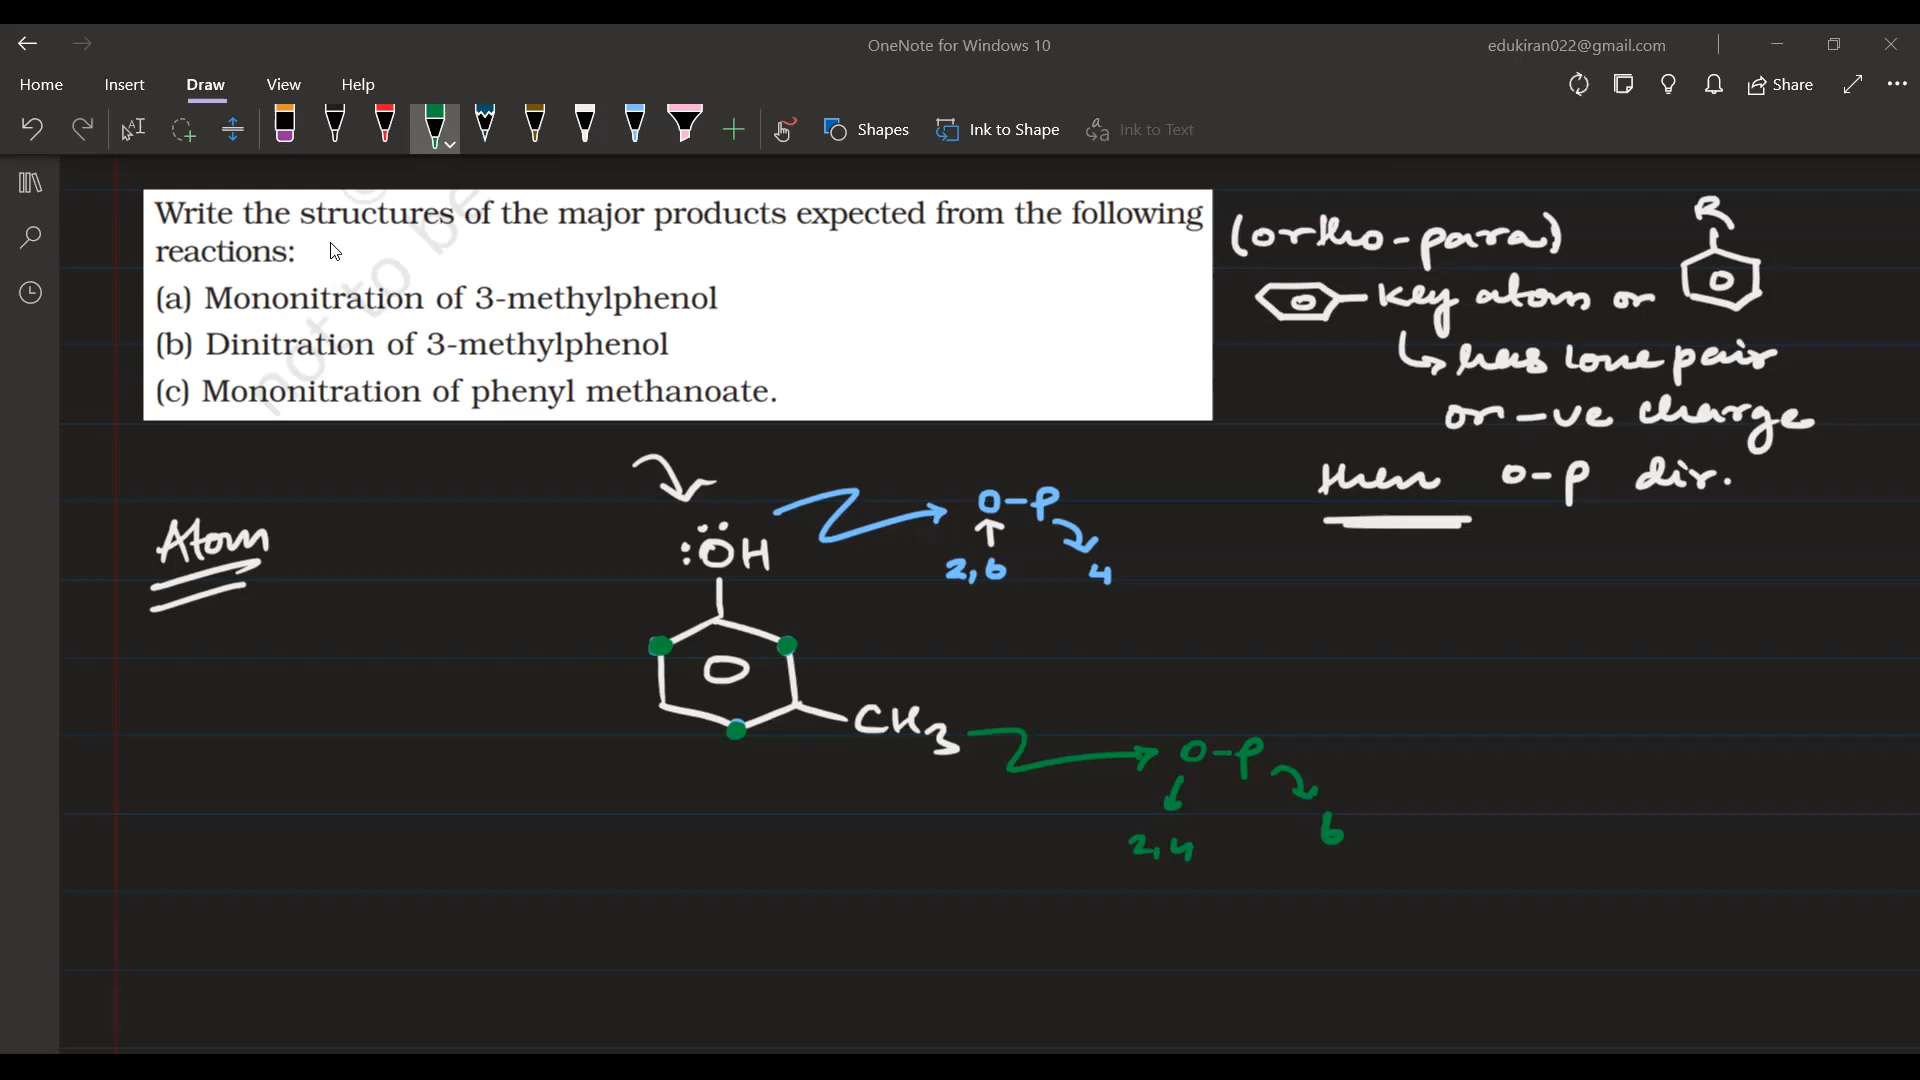 OneNote for Windows 10
edukiran022@gmail.com
Home Insert Draw View Help
Share
Shapes Ink to Shape Ink to Text
not to be
Write the structures of the major products expected from the following
reactions:
(a) Mononitration of 3-methylphenol
(b) Dinitration of 3-methylphenol
(c) Mononitration of phenyl methanoate.
(ortho-para)
R
key atom or
has lone pair
or -ve charge
then o-p dir.
Atom
:ÖH
O-P
2,6
4
CH3
O-P
2,4
6